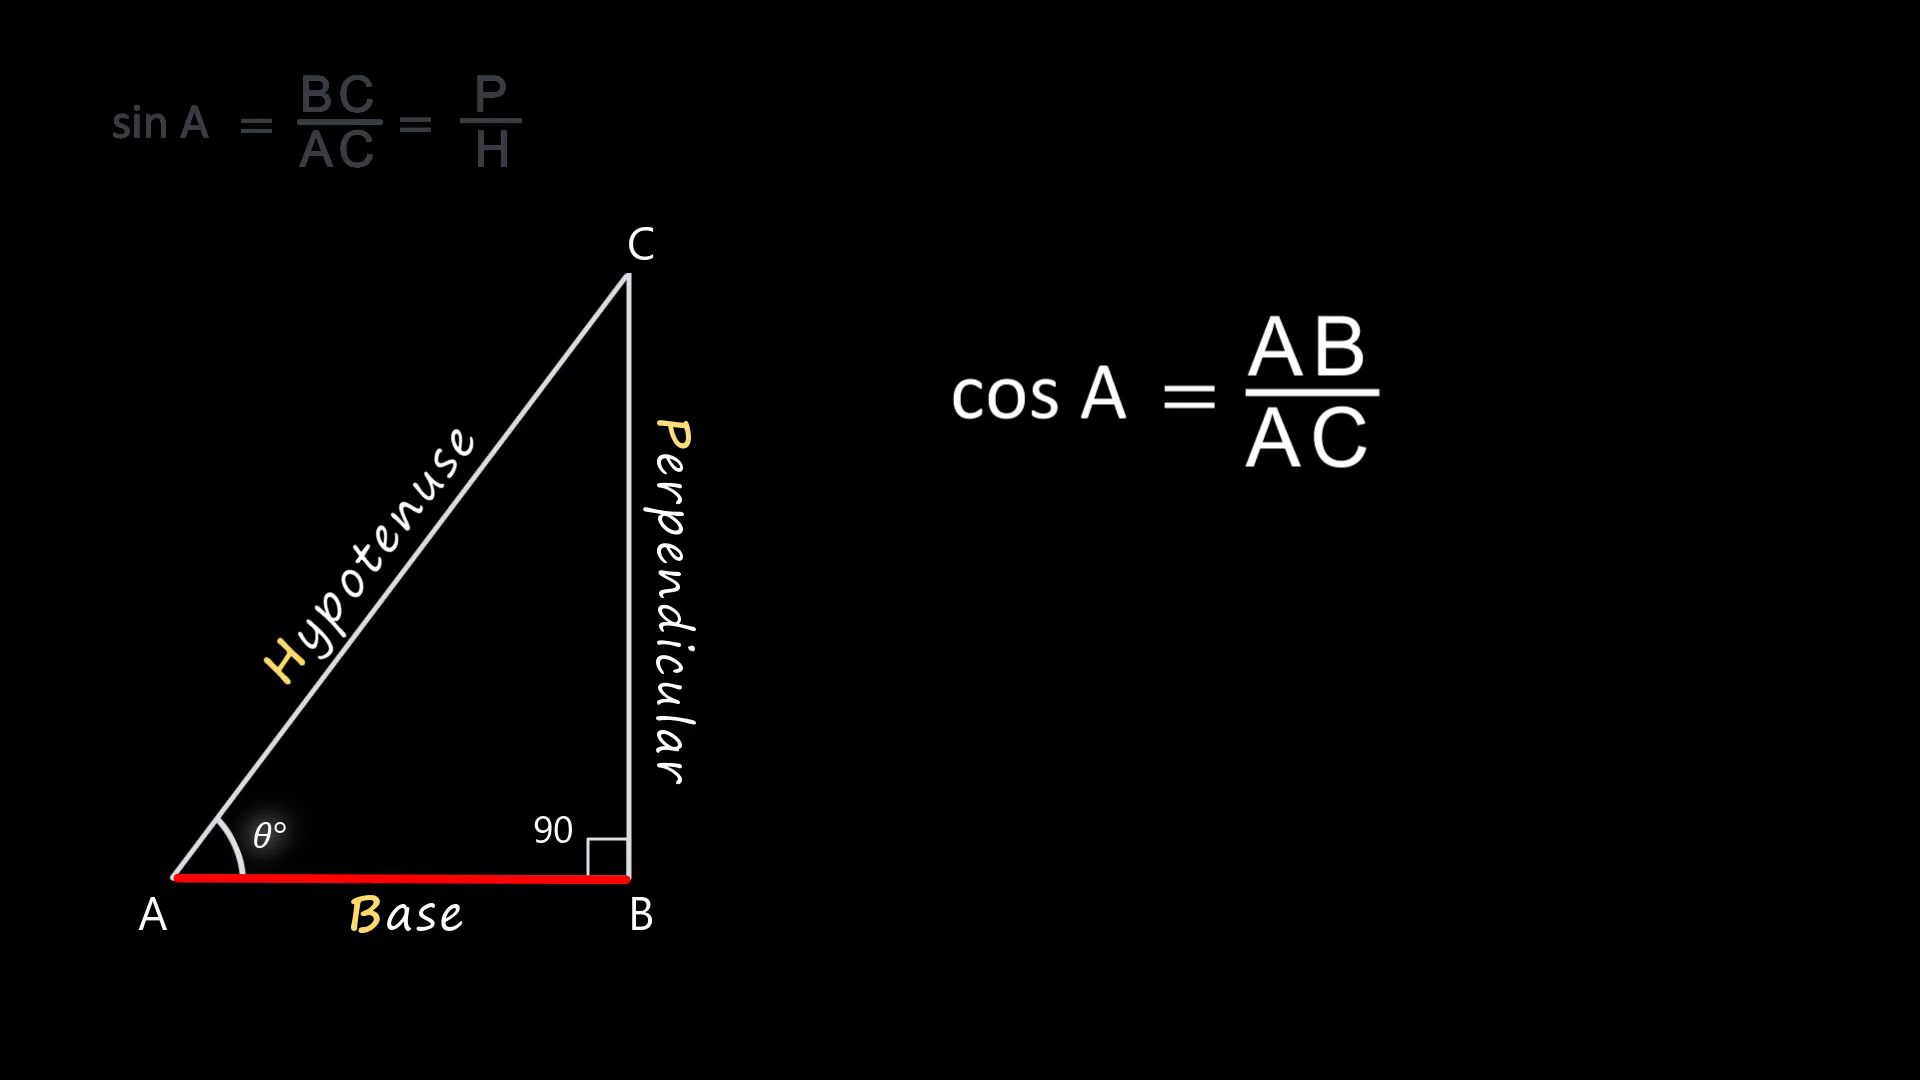 sin A = BC/AC = P/H
C
cos A = AB/AC
Hypotenuse
Perpendicular
θ°
90
A
Base
B